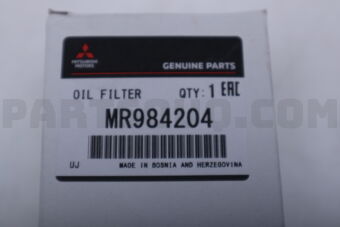 MITSUBISHI
MOTORS
GENUINE PARTS
OIL FILTER QTY: 1 EAC
MR984204
UJ MADE IN BOSNIA AND HERZEGOVINA